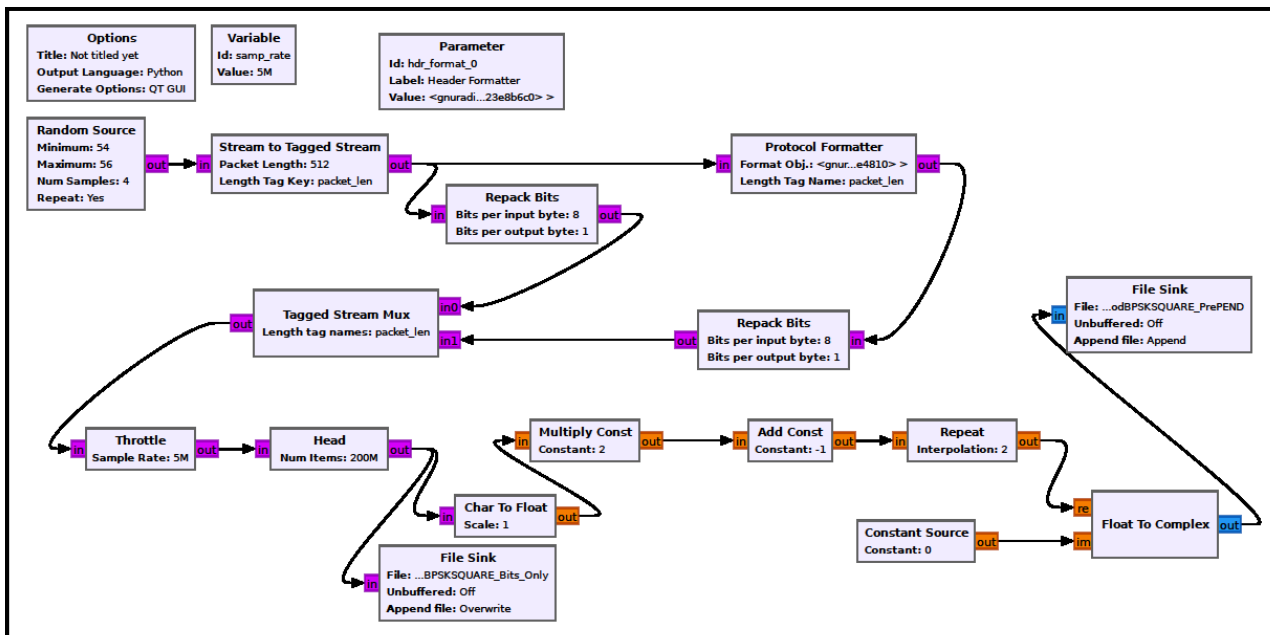 Options
Title: Not titled yet
Output Language: Python
Generate Options: QT GUI
Variable
Id: samp_rate
Value: 5M
Parameter
Id: hdr_format_0
Label: Header Formatter
Value: <gnuradi...23e8b6c0> >
Random Source
Minimum: 54
Maximum: 56
Num Samples: 4
Repeat: Yes
out
in
Stream to Tagged Stream
Packet Length: 512
Length Tag Key: packet_len
out
in
Protocol Formatter
Format Obj.: <gnur...e4810> >
Length Tag Name: packet_len
out
in
Repack Bits
Bits per input byte: 8
Bits per output byte: 1
out
out
Tagged Stream Mux
Length tag names: packet_len
in0
in1
out
Repack Bits
Bits per input byte: 8
Bits per output byte: 1
in
in
File Sink
File: ...odBPSKSQUARE_PrePEND
Unbuffered: Off
Append file: Append
in
Throttle
Sample Rate: 5M
out
in
Head
Num Items: 200M
out
in
Multiply Const
Constant: 2
out
in
Add Const
Constant: -1
out
in
Repeat
Interpolation: 2
out
in
Char To Float
Scale: 1
out
re
im
Float To Complex
out
Constant Source
Constant: 0
out
in
File Sink
File: ...BPSKSQUARE_Bits_Only
Unbuffered: Off
Append file: Overwrite